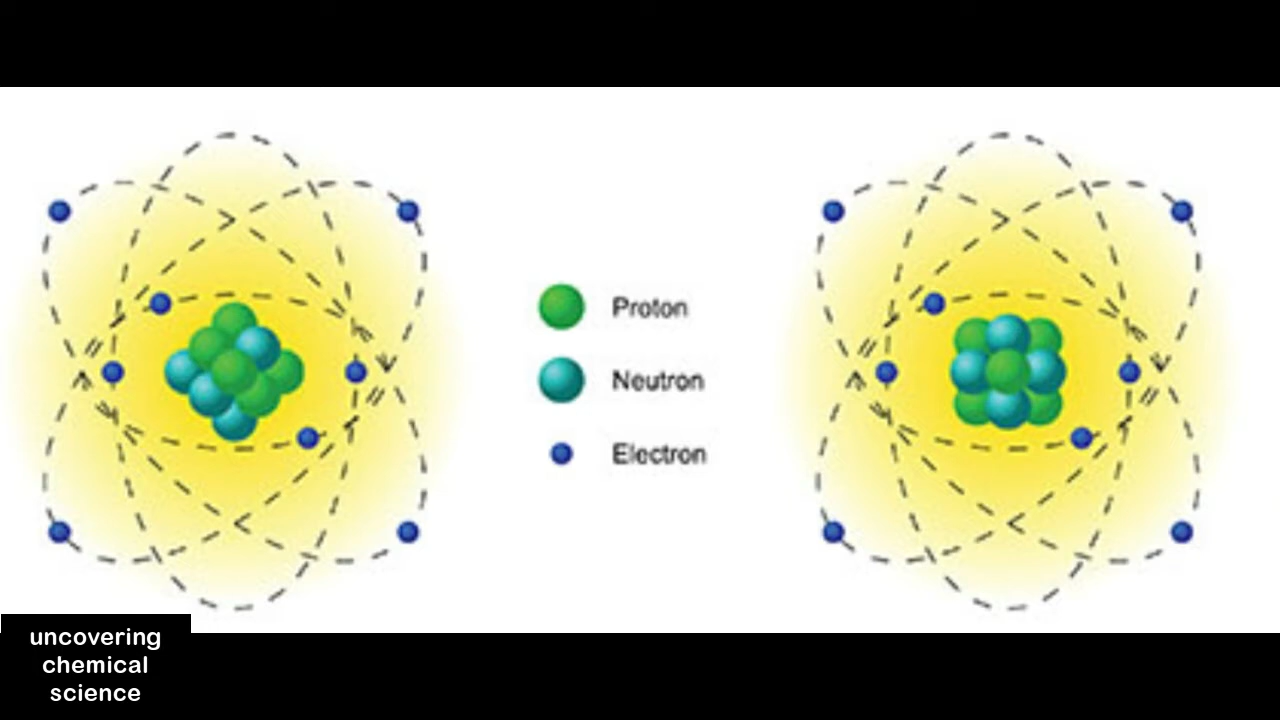 Proton
Neutron
Electron
uncovering
chemical
science